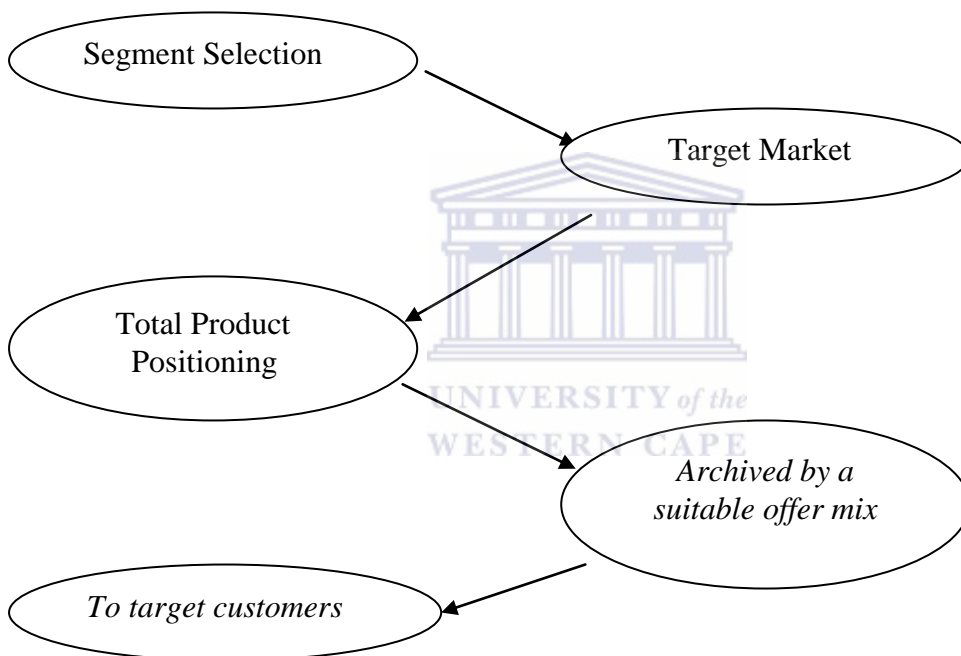 Segment Selection
Target Market
Total Product
Positioning
UNIVERSITY of the
WESTERN CAPE
Archived by a
suitable offer mix
To target customers